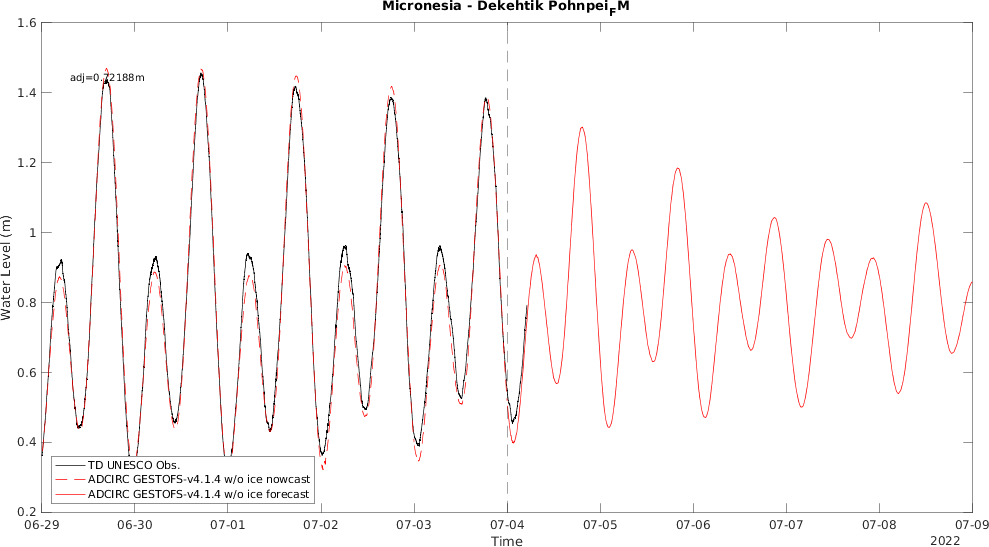 Micronesia - Dekehtik PohnpeiFM
1.6
1.4
1.2
1
0.8
0.6
0.4
0.2
Water Level (m)
adj=0.72188m
TD UNESCO Obs.
ADCIRC GESTOFS-v4.1.4 w/o ice nowcast
ADCIRC GESTOFS-v4.1.4 w/o ice forecast
06-29 06-30 07-01 07-02 07-03 07-04 07-05 07-06 07-07 07-08 07-09
Time
2022